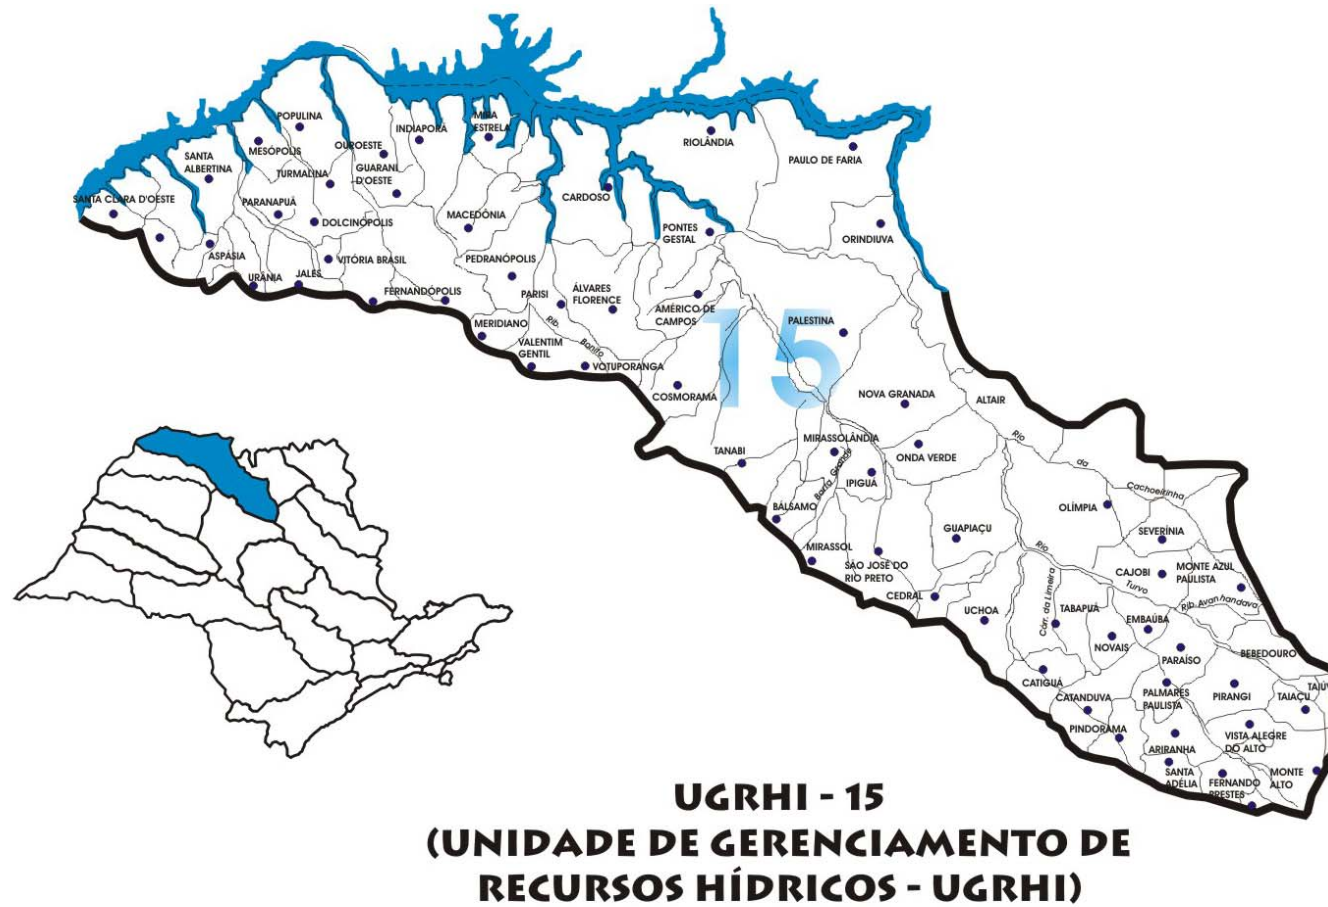 POPULINA
MIRA
ESTRELA
INDIAPORÃ
RIOLÂNDIA
MESÓPOLIS
OUROESTE
PAULO DE FARIA
SANTA
ALBERTINA
GUARANI
D'OESTE
TURMALINA
SANTA CLARA D'OESTE
PARANAPUÃ
CARDOSO
DOLCINÓPOLIS
MACEDÔNIA
PONTES
GESTAL
ORINDIUVA
ASPÁSIA
VITÓRIA BRASIL
PEDRANÓPOLIS
URÂNIA
JALES
FERNANDÓPOLIS
PARISI
ÁLVARES
FLORENCE
AMÉRICO DE
CAMPOS
15
PALESTINA
MERIDIANO
Rib.
Bonito
VALENTIM
GENTIL
VOTUPORANGA
COSMORAMA
NOVA GRANADA
ALTAIR
MIRASSOLÂNDIA
Rio
da
Cachoeirinha
TANABI
ONDA VERDE
Barra Grande
IPIGUÁ
BÁLSAMO
OLÍMPIA
GUAPIAÇU
SEVERÍNIA
MIRASSOL
SÃO JOSÉ DO
RIO PRETO
Rio
Turvo
CAJOBI
MONTE AZUL
PAULISTA
CEDRAL
UCHOA
Córr. da Limeira
TABAPUÃ
Rib. Avanhandava
EMBAÚBA
NOVAIS
PARAÍSO
BEBEDOURO
CATIGUÁ
CATANDUVA
PALMARES
PAULISTA
PIRANGI
TAIAÇU
TAIÚV
PINDORAMA
ARIRANHA
VISTA ALEGRE
DO ALTO
SANTA
ADÉLIA
FERNANDO
PRESTES
MONTE
ALTO
UGRHI - 15
(UNIDADE DE GERENCIAMENTO DE
RECURSOS HÍDRICOS - UGRHI)